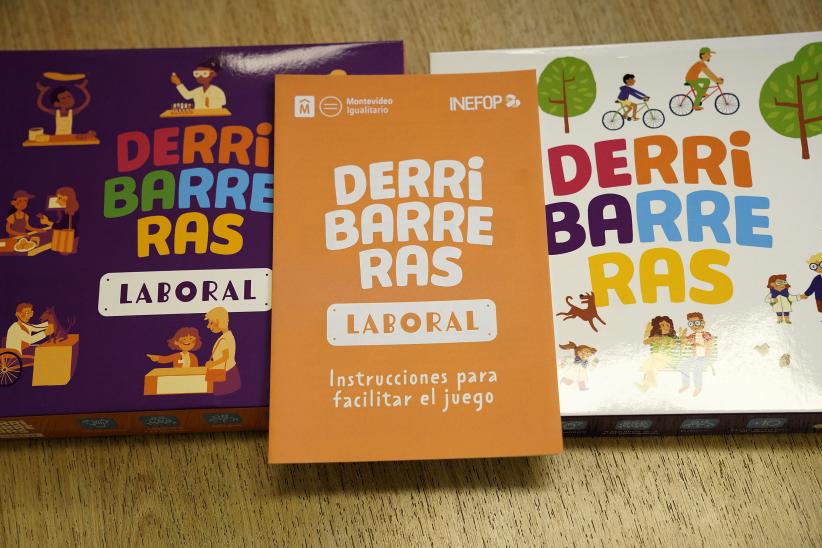 DERRi
BARRE
RAS
LABORAL
M
Montevideo
Igualitario
INEFOP
DERRi
BARRE
RAS
LABORAL
Instrucciones para
facilitar el juego
DERRi
BARRE
RAS